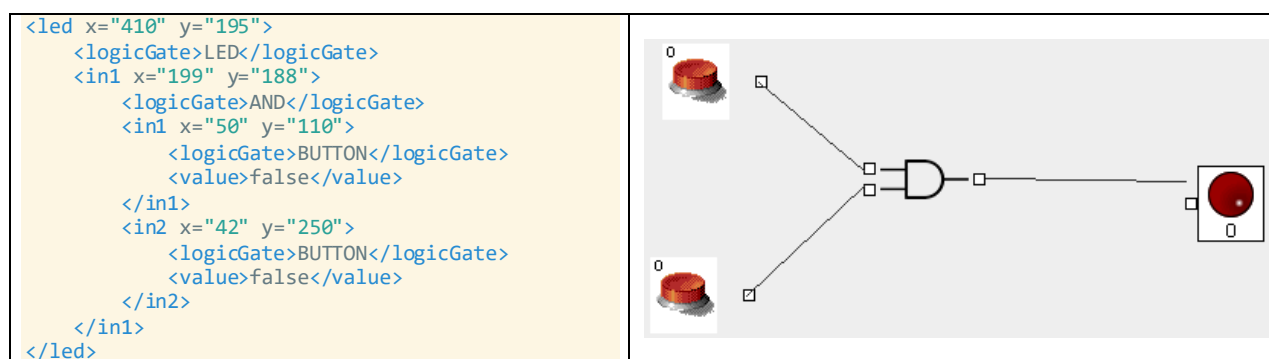 <led x="410" y="195">
    <logicGate>LED</logicGate>
    <in1 x="199" y="188">
        <logicGate>AND</logicGate>
        <in1 x="50" y="110">
            <logicGate>BUTTON</logicGate>
            <value>false</value>
        </in1>
        <in2 x="42" y="250">
            <logicGate>BUTTON</logicGate>
            <value>false</value>
        </in2>
    </in1>
</led>
0
0
0